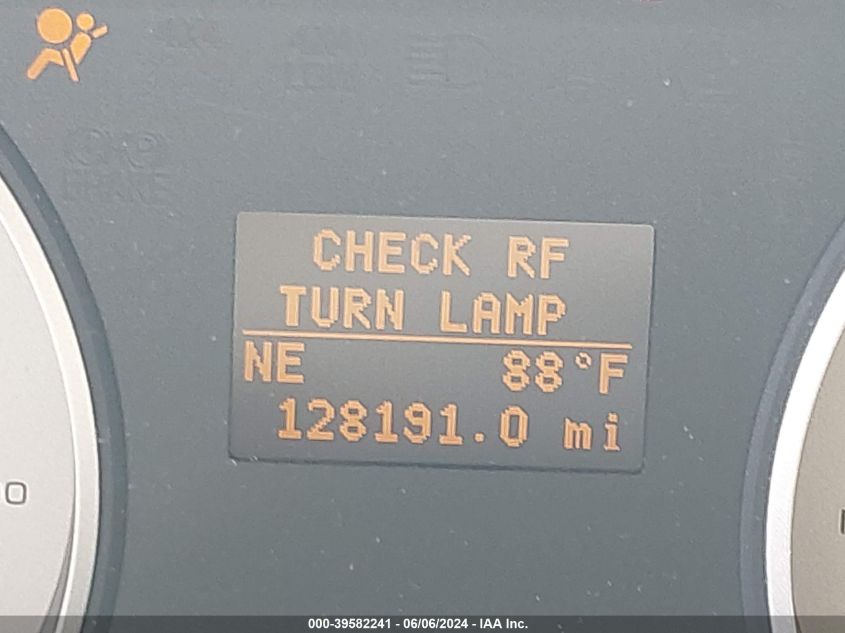 CHECK RF
TURN LAMP
NE 88°F
128191.0 mi
000-39582241 - 06/06/2024 - IAA Inc.